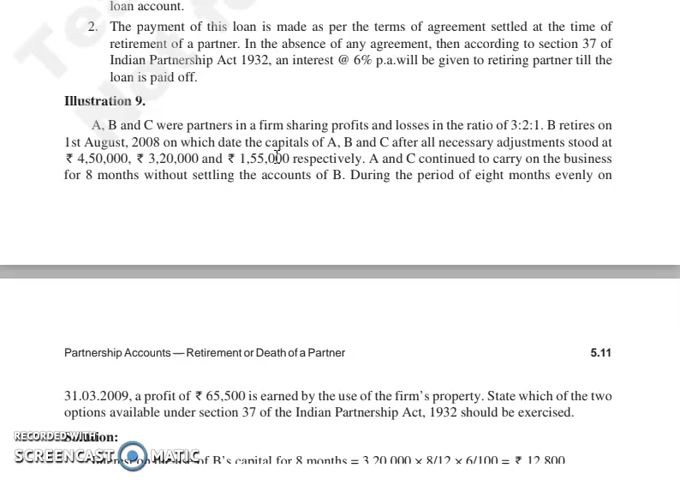 loan account.
2. The payment of this loan is made as per the terms of agreement settled at the time of
retirement of a partner. In the absence of any agreement, then according to section 37 of
Indian Partnership Act 1932, an interest @ 6% p.a.will be given to retiring partner till the
loan is paid off.
Illustration 9.
A, B and C were partners in a firm sharing profits and losses in the ratio of 3:2:1. B retires on
1st August, 2008 on which date the capitals of A, B and C after all necessary adjustments stood at
₹ 4,50,000, ₹ 3,20,000 and ₹ 1,55,000 respectively. A and C continued to carry on the business
for 8 months without settling the accounts of B. During the period of eight months evenly on
Partnership Accounts — Retirement or Death of a Partner 5.11
31.03.2009, a profit of ₹ 65,500 is earned by the use of the firm's property. State which of the two
options available under section 37 of the Indian Partnership Act, 1932 should be exercised.
RECORDED WITH
Solution:
SCREENCAST MATIC
of B's capital for 8 months = 3,20,000 × 8/12 × 6/100 = ₹ 12,800